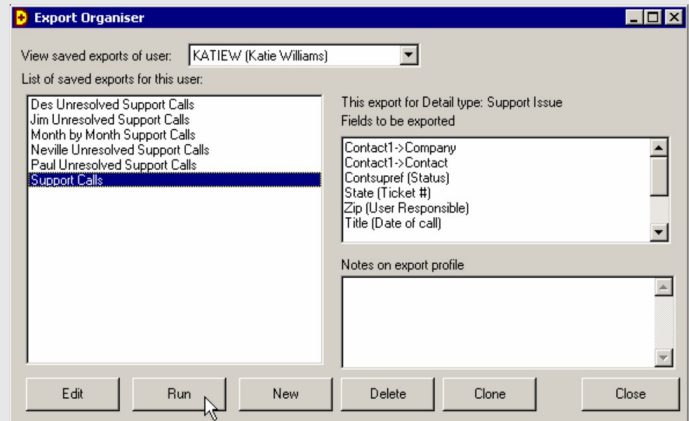 Export Organiser
View saved exports of user: KATIEW (Katie Williams)
List of saved exports for this user:
Des Unresolved Support Calls
Jim Unresolved Support Calls
Month by Month Support Calls
Neville Unresolved Support Calls
Paul Unresolved Support Calls
Support Calls
This export for Detail type: Support Issue
Fields to be exported
Contact1->Company
Contact1->Contact
Contsupref (Status)
State (Ticket #)
Zip (User Responsible)
Title (Date of call)
Notes on export profile
Edit Run New Delete Clone Close